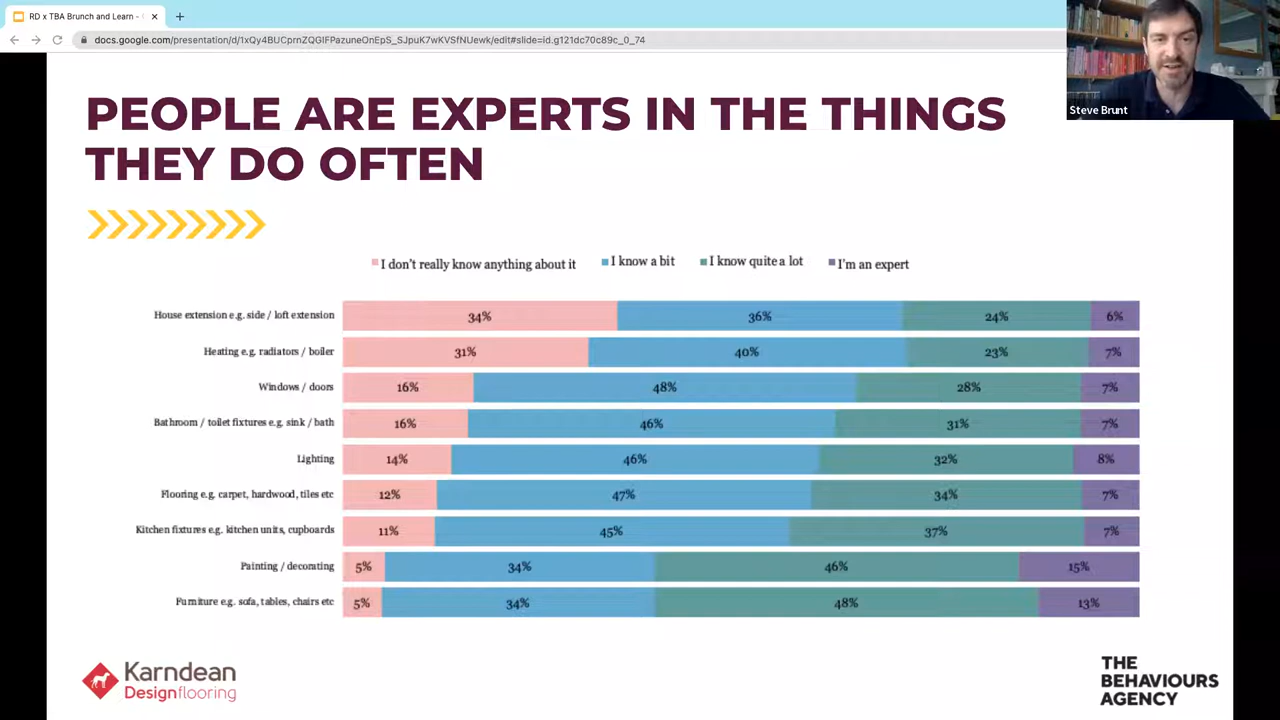 RD x TBA Brunch and Learn -
docs.google.com/presentation/d/1xQy4BUCprnZQGIFPazuneOnEpS_SJpuK7wKVSfNUewk/edit#slide=id.g121dc70c89c_0_74
Steve Brunt
PEOPLE ARE EXPERTS IN THE THINGS
THEY DO OFTEN
I don't really know anything about it I know a bit I know quite a lot I'm an expert
House extension e.g. side / loft extension 34% 36% 24% 6%
Heating e.g. radiators / boiler 31% 40% 23% 7%
Windows / doors 16% 48% 28% 7%
Bathroom / toilet fixtures e.g. sink / bath 16% 46% 31% 7%
Lighting 14% 46% 32% 8%
Flooring e.g. carpet, hardwood, tiles etc 12% 47% 34% 7%
Kitchen fixtures e.g. kitchen units, cupboards 11% 45% 37% 7%
Painting / decorating 5% 34% 46% 15%
Furniture e.g. sofa, tables, chairs etc 5% 34% 48% 13%
Karndean
Designflooring
THE
BEHAVIOURS
AGENCY